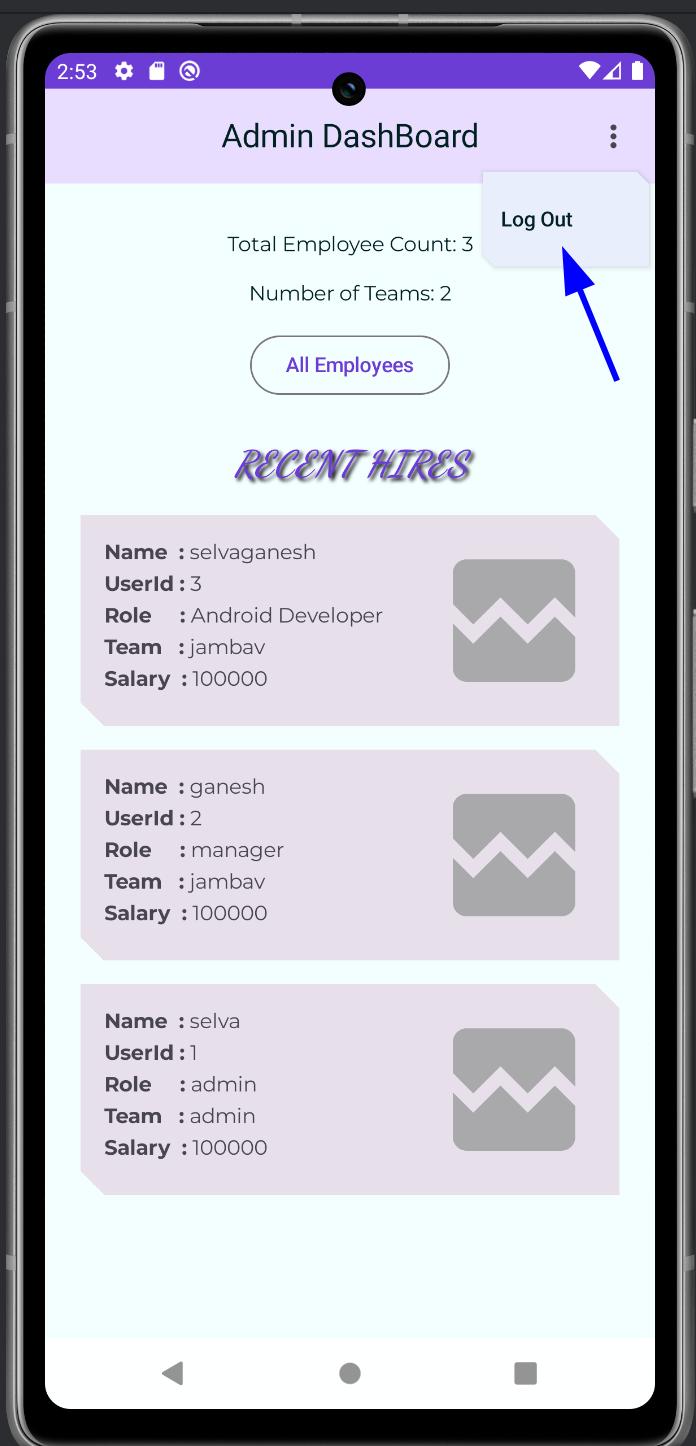 2:53
Admin DashBoard
Log Out
Total Employee Count: 3
Number of Teams: 2
All Employees
RECENT HIRES
Name : selvaganesh
UserId : 3
Role : Android Developer
Team : jambav
Salary : 100000
Name : ganesh
UserId : 2
Role : manager
Team : jambav
Salary : 100000
Name : selva
UserId : 1
Role : admin
Team : admin
Salary : 100000